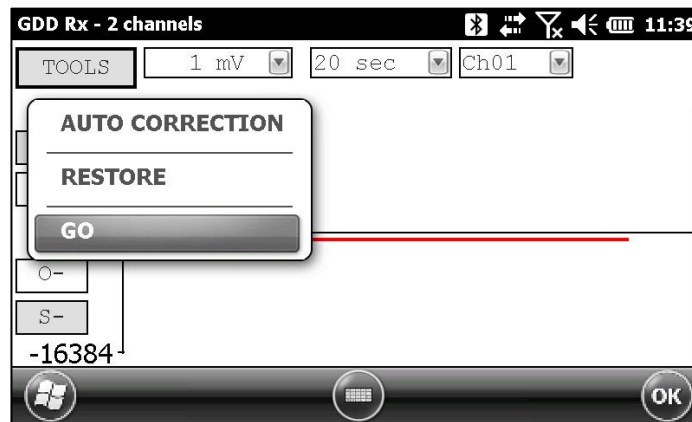 GDD Rx - 2 channels 11:39
TOOLS 1 mV 20 sec Ch01
AUTO CORRECTION
RESTORE
GO
O-
S-
-16384
OK